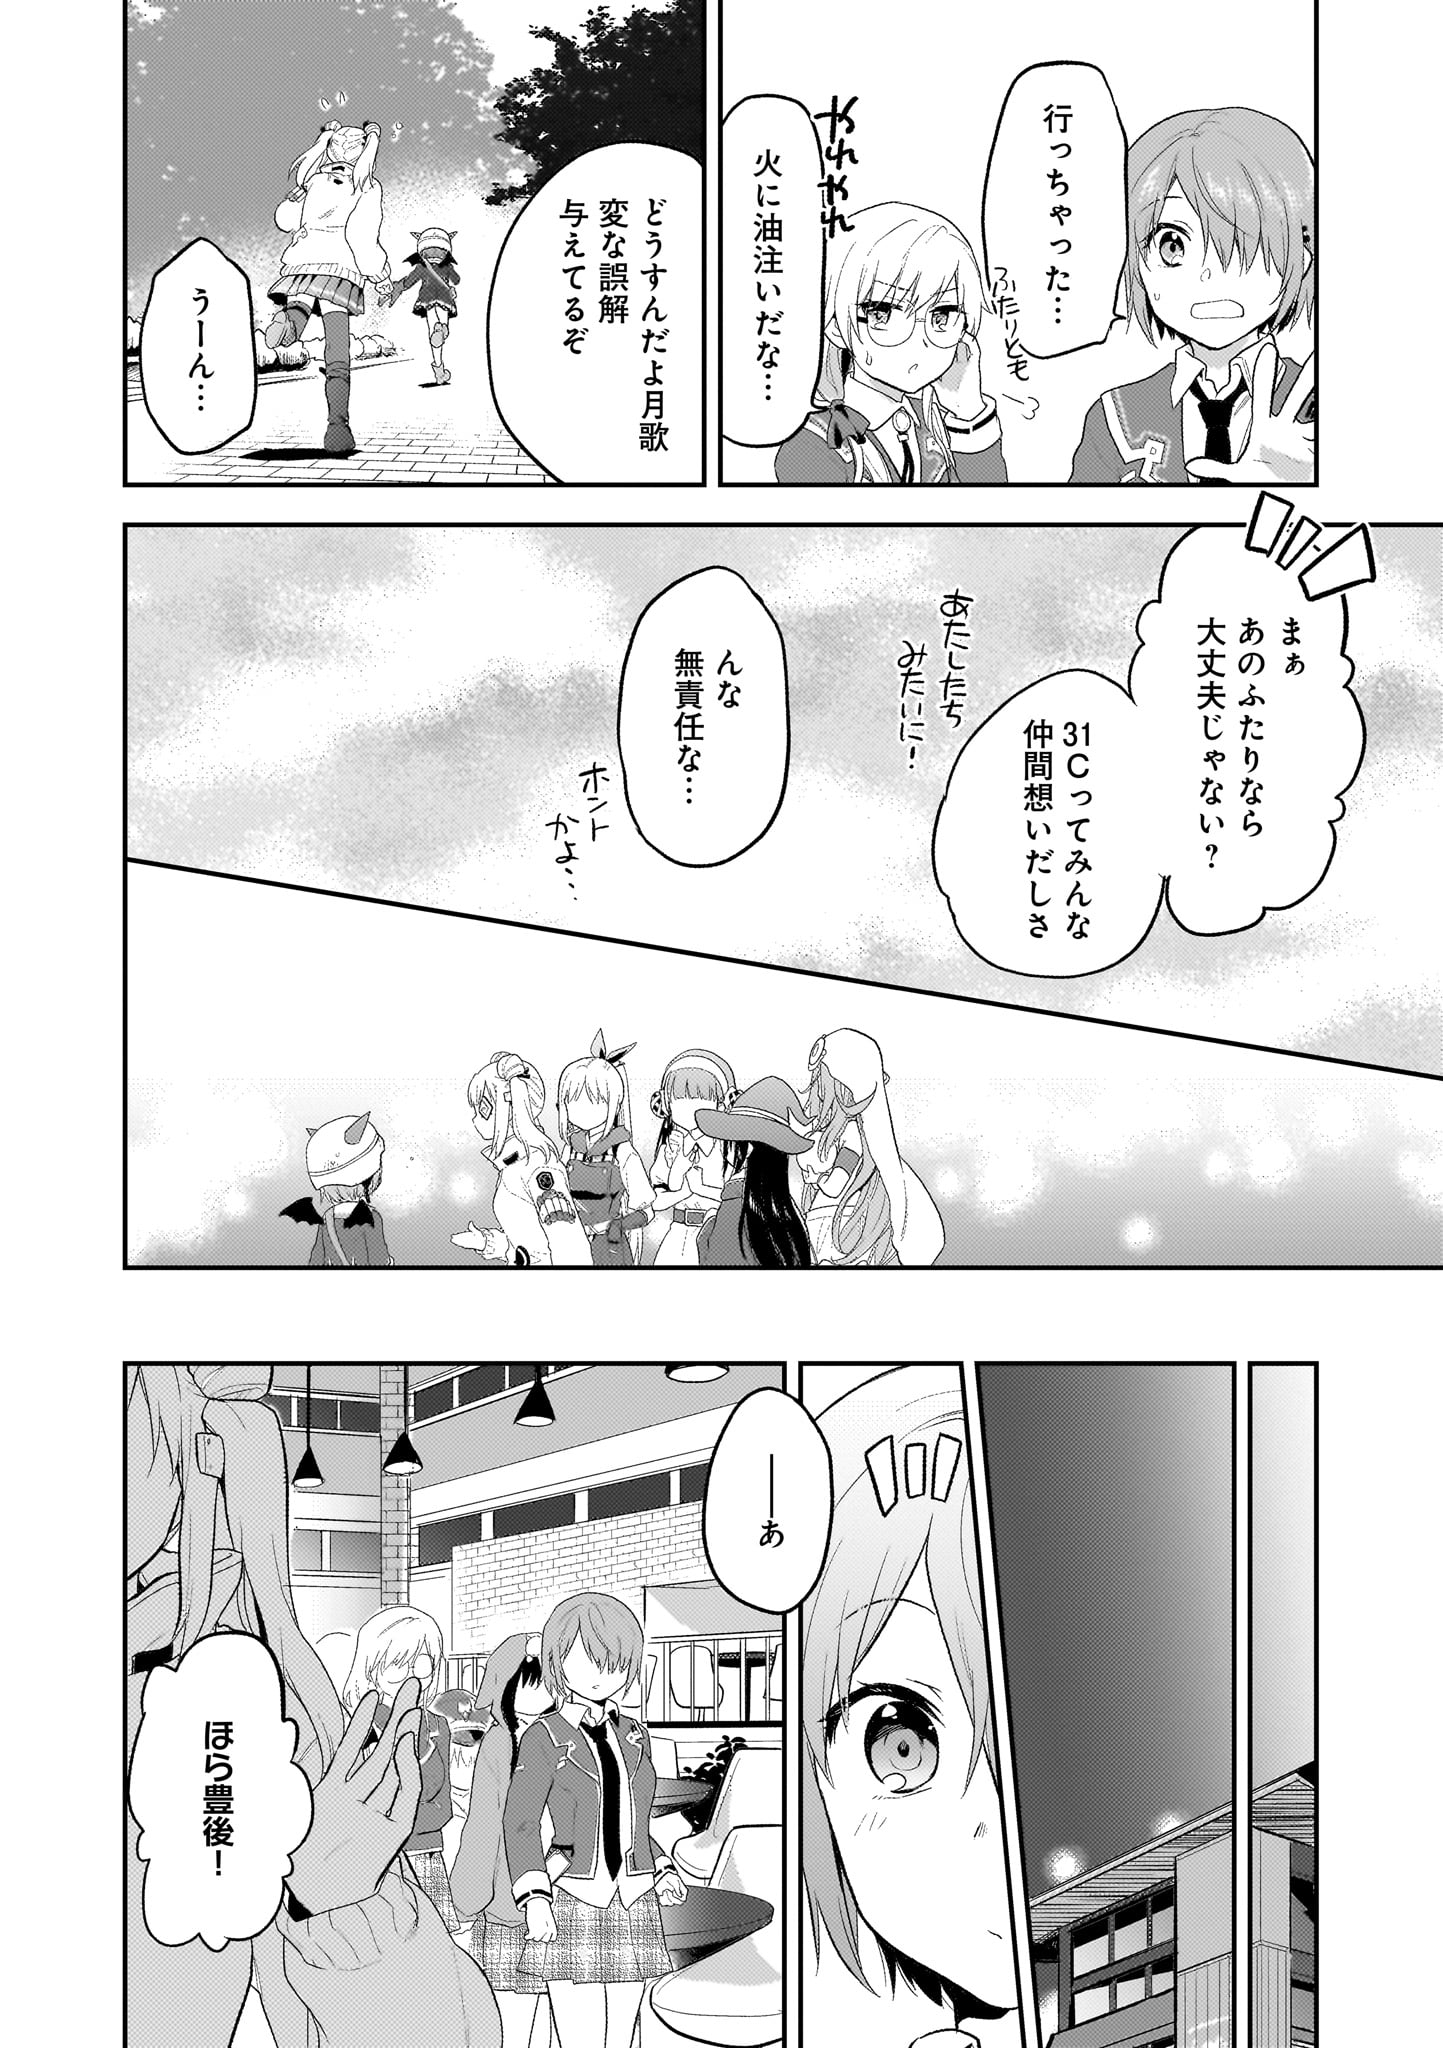 行っちゃった…
ふたりとも
やれやれ
火に油注いだな…
どうすんだよ月歌
変な誤解
与えてるぞ
うーん…
まぁ
あのふたりなら
大丈夫じゃない？
31Cってみんな
仲間想いだしさ
あたしたち
みたいに！
んな
無責任な…
ホント
かよ…
──あ
ほら豊後！